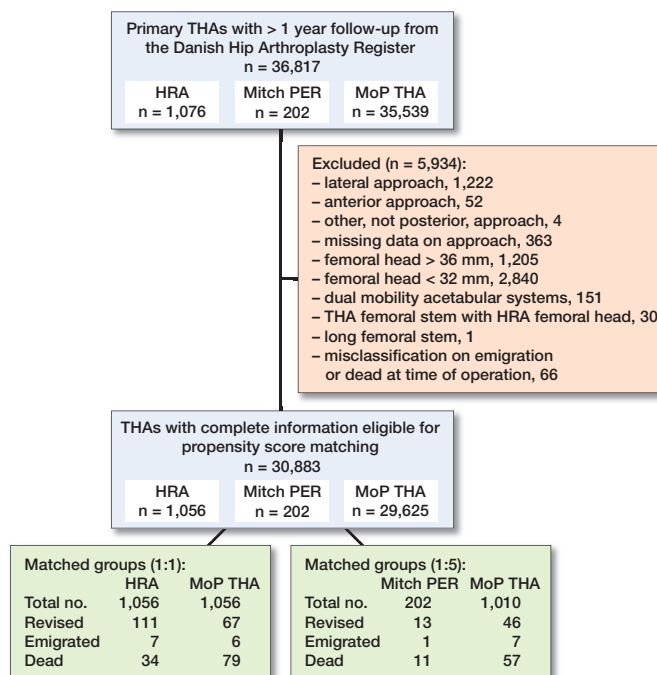 Primary THAs with > 1 year follow-up from
the Danish Hip Arthroplasty Register
n = 36,817
HRA Mitch PER MoP THA
n = 1,076 n = 202 n = 35,539
Excluded (n = 5,934):
– lateral approach, 1,222
– anterior approach, 52
– other, not posterior, approach, 4
– missing data on approach, 363
– femoral head > 36 mm, 1,205
– femoral head < 32 mm, 2,840
– dual mobility acetabular systems, 151
– THA femoral stem with HRA femoral head, 30
– long femoral stem, 1
– misclassification on emigration
or dead at time of operation, 66
THAs with complete information eligible for
propensity score matching
n = 30,883
HRA Mitch PER MoP THA
n = 1,056 n = 202 n = 29,625
Matched groups (1:1):
HRA MoP THA
Total no. 1,056 1,056
Revised 111 67
Emigrated 7 6
Dead 34 79
Matched groups (1:5):
Mitch PER MoP THA
Total no. 202 1,010
Revised 13 46
Emigrated 1 7
Dead 11 57